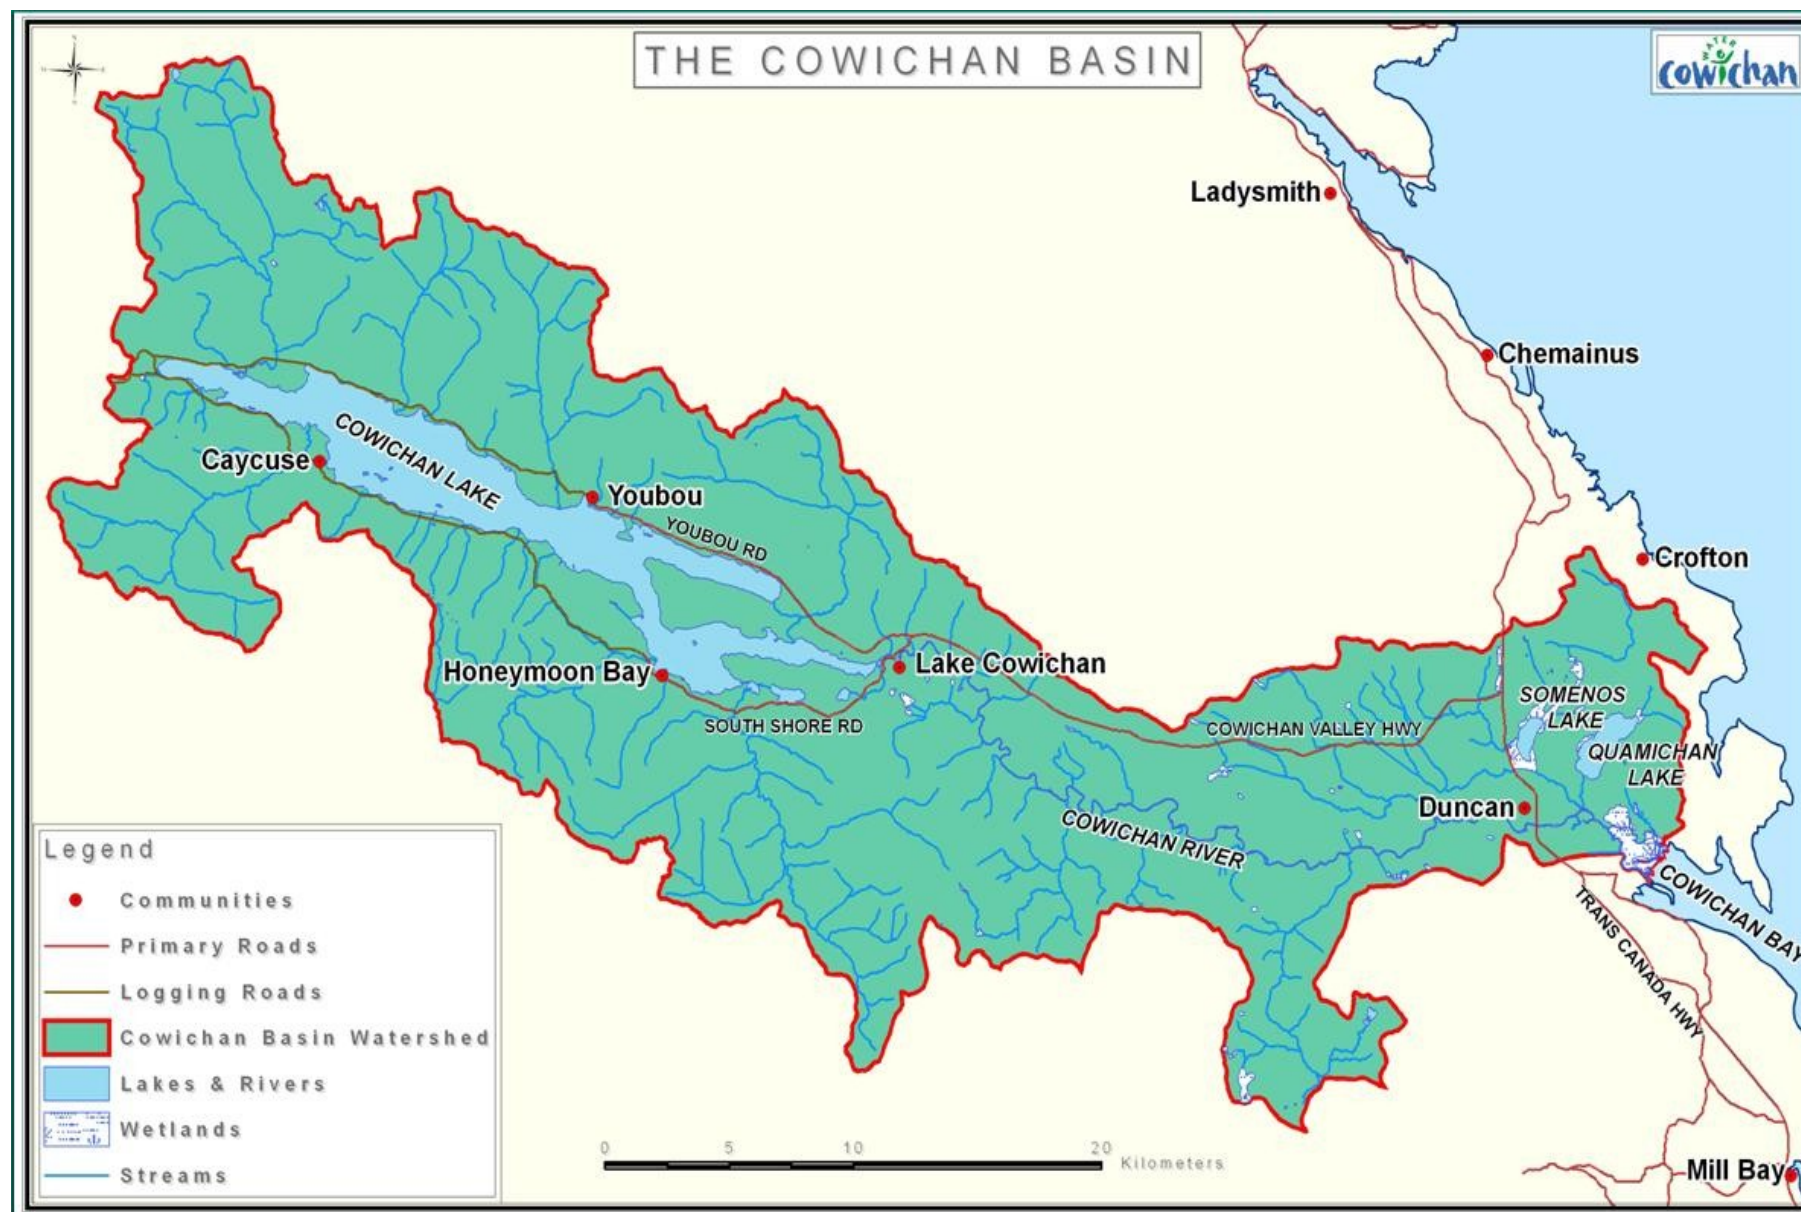 THE COWICHAN BASIN
WATER
cowichan
Ladysmith
Chemainus
COWICHAN LAKE
Caycuse
Youbou
YOUBOU RD
Crofton
Honeymoon Bay
Lake Cowichan
SOUTH SHORE RD
COWICHAN VALLEY HWY
SOMENOS
LAKE
QUAMICHAN
LAKE
Duncan
COWICHAN RIVER
COWICHAN BAY
TRANS CANADA HWY
Legend
Communities
Primary Roads
Logging Roads
Cowichan Basin Watershed
Lakes & Rivers
Wetlands
Streams
0 5 10 20
Kilometers
Mill Bay